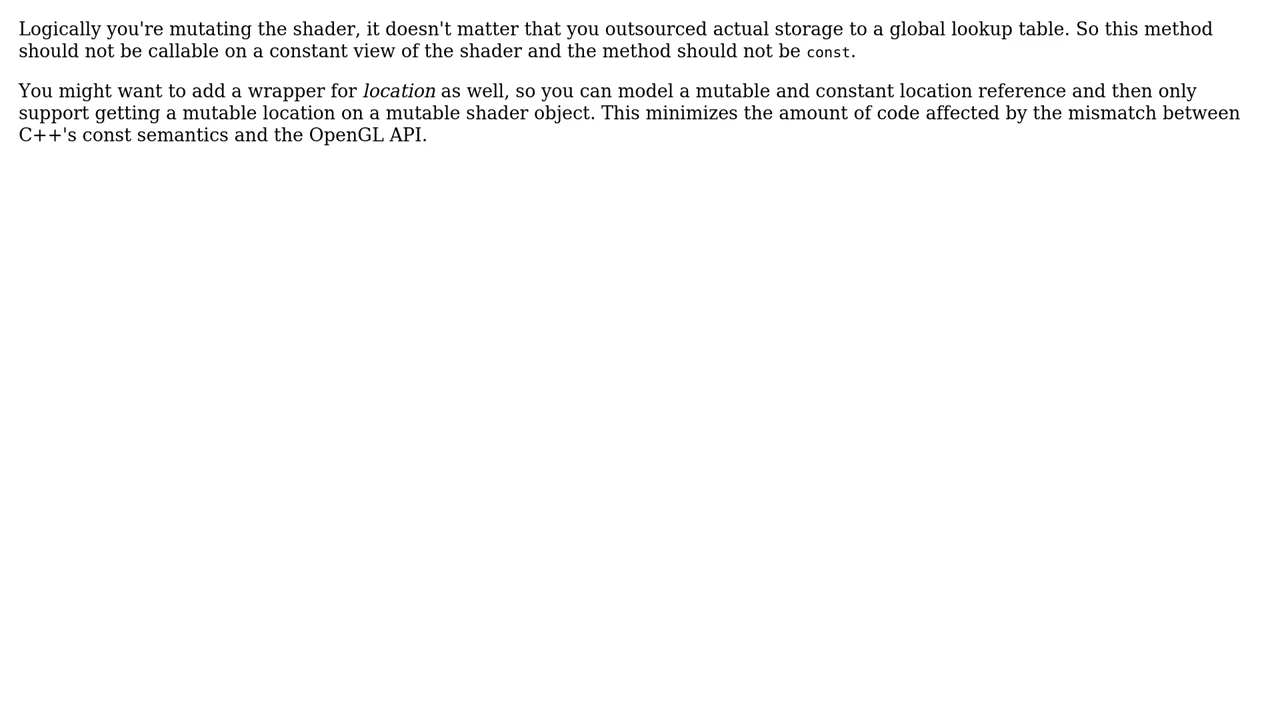 Logically you're mutating the shader, it doesn't matter that you outsourced actual storage to a global lookup table. So this method
should not be callable on a constant view of the shader and the method should not be const.
You might want to add a wrapper for location as well, so you can model a mutable and constant location reference and then only
support getting a mutable location on a mutable shader object. This minimizes the amount of code affected by the mismatch between
C++'s const semantics and the OpenGL API.